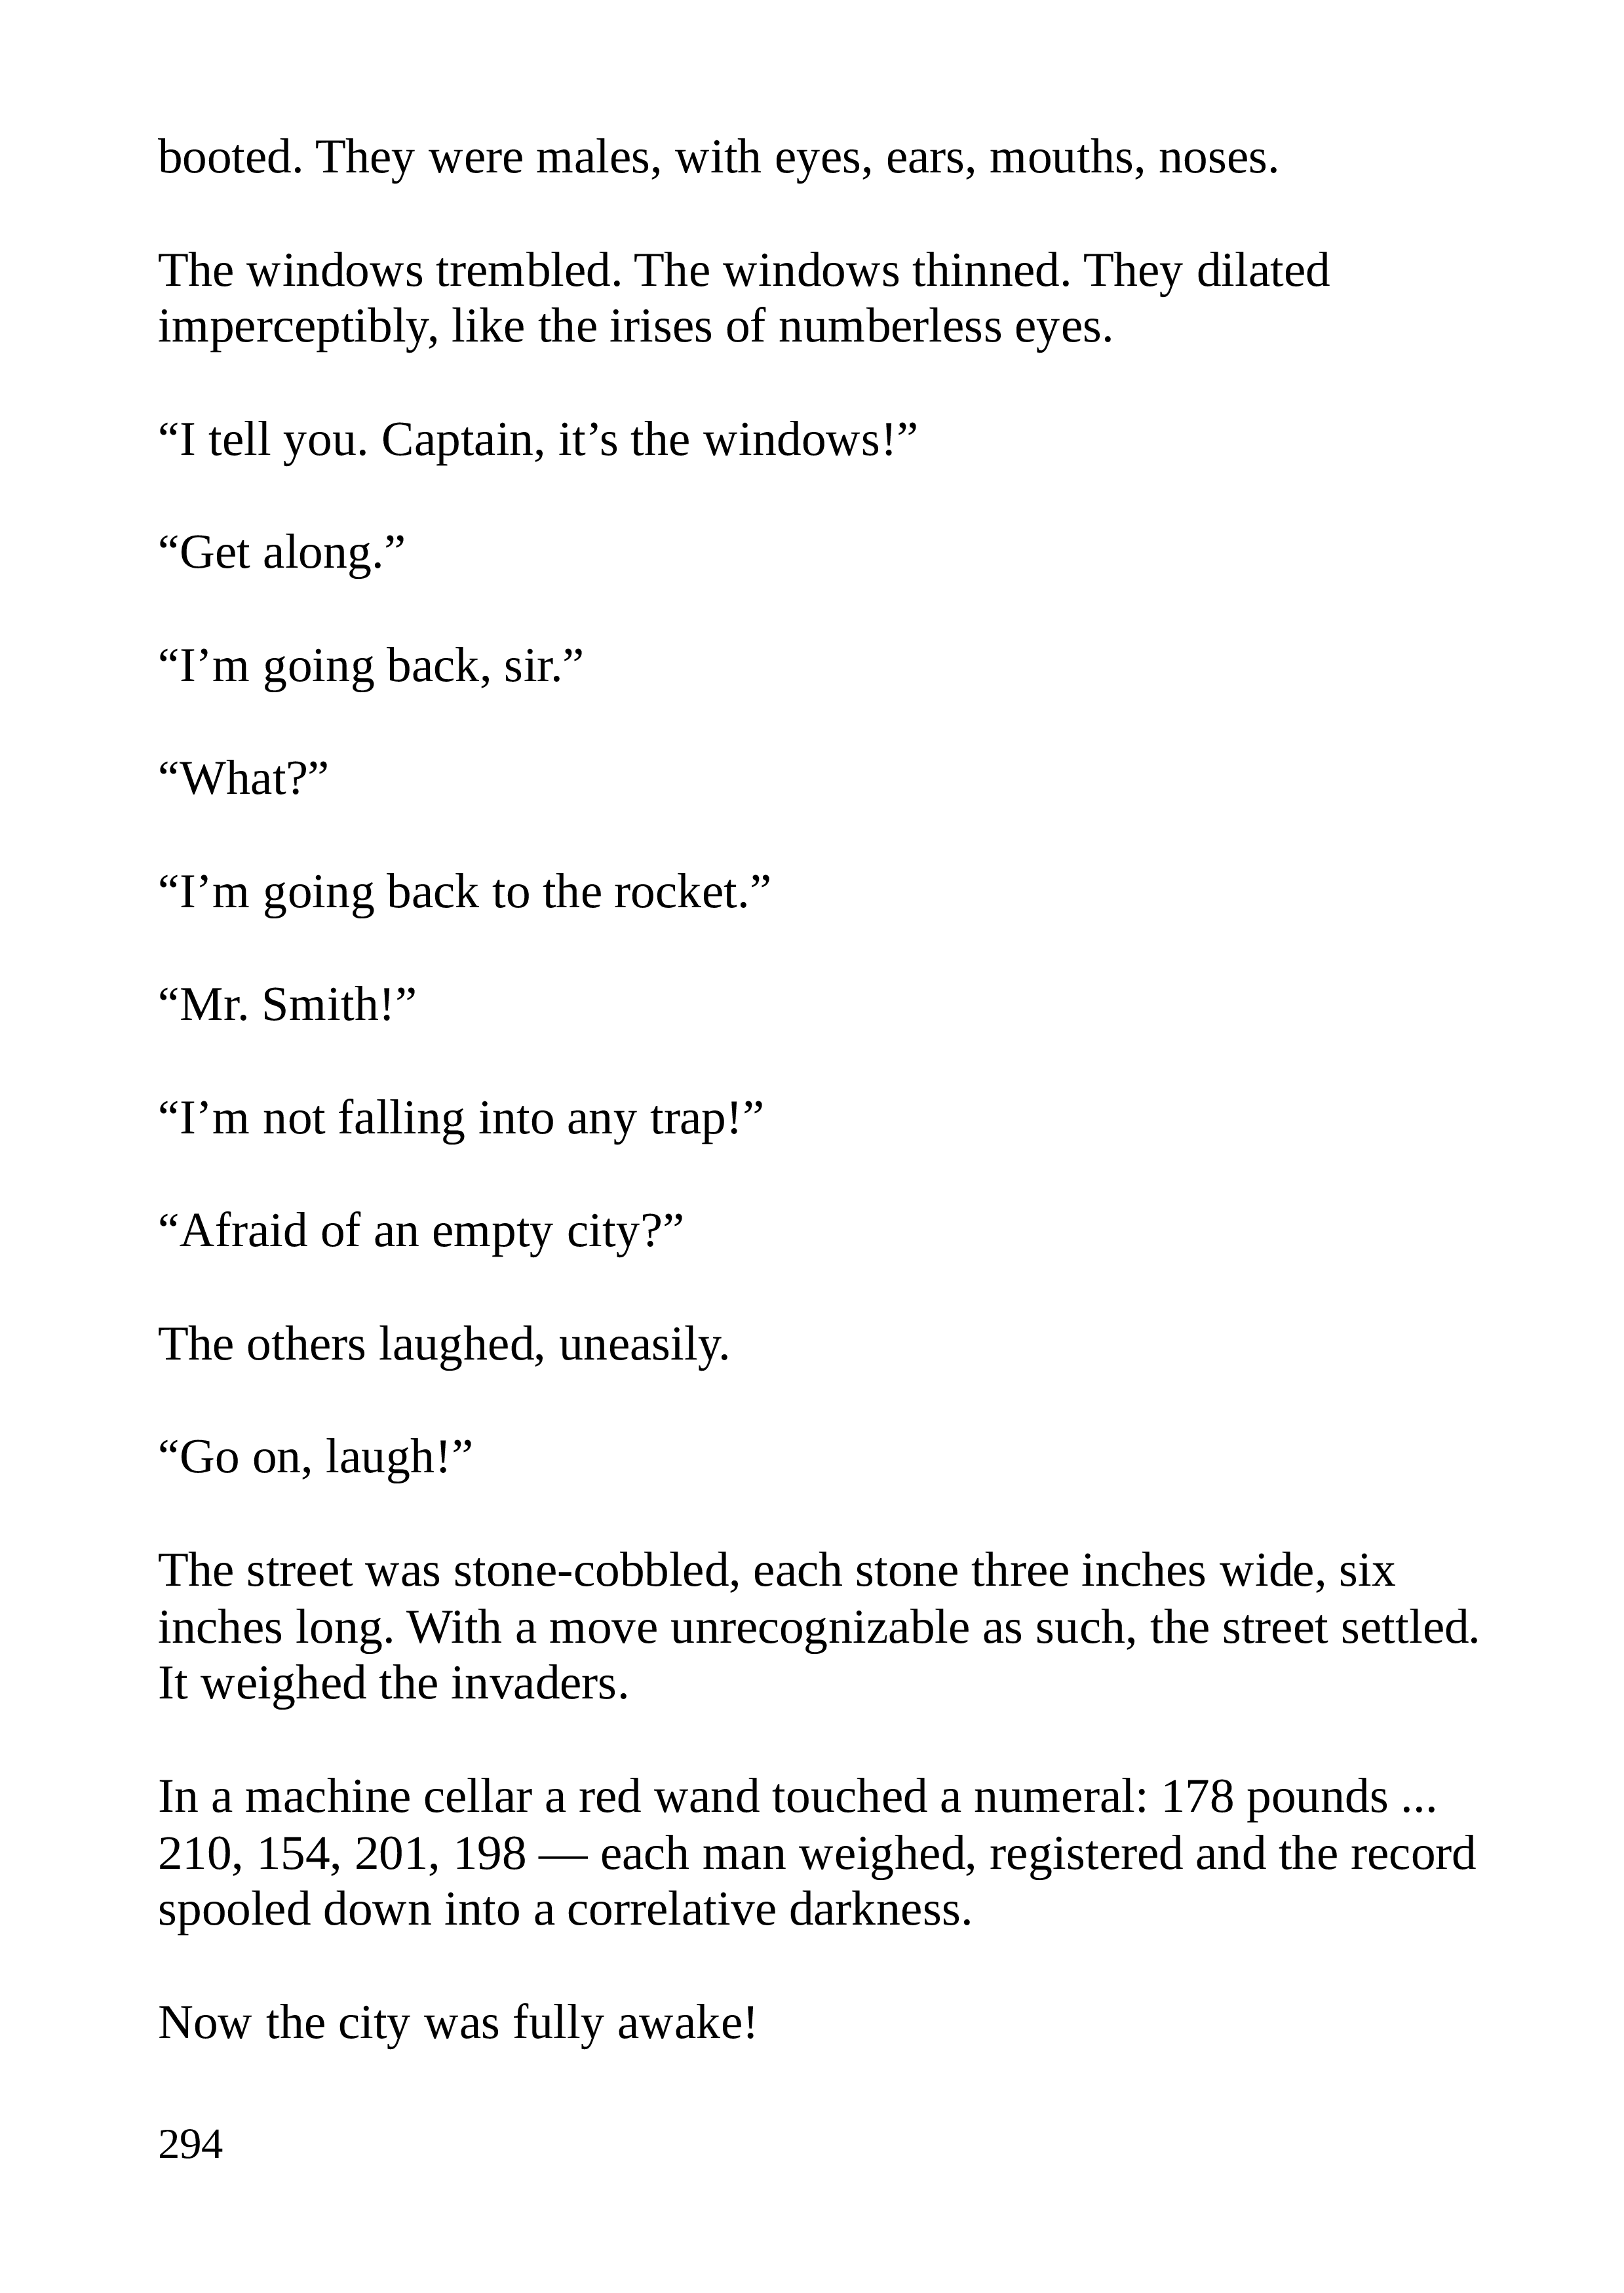 booted. They were males, with eyes, ears, mouths, noses.
The windows trembled. The windows thinned. They dilated
imperceptibly, like the irises of numberless eyes.
“I tell you. Captain, it’s the windows!”
“Get along.”
“I’m going back, sir.”
“What?”
“I’m going back to the rocket.”
“Mr. Smith!”
“I’m not falling into any trap!”
“Afraid of an empty city?”
The others laughed, uneasily.
“Go on, laugh!”
The street was stone-cobbled, each stone three inches wide, six
inches long. With a move unrecognizable as such, the street settled.
It weighed the invaders.
In a machine cellar a red wand touched a numeral: 178 pounds ...
210, 154, 201, 198 — each man weighed, registered and the record
spooled down into a correlative darkness.
Now the city was fully awake!
294